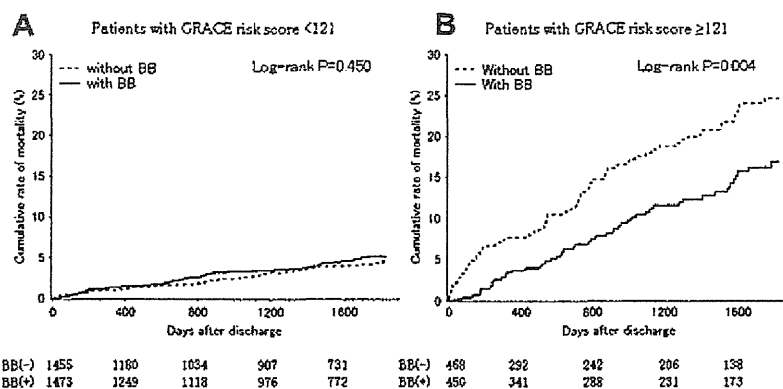 A Patients with GRACE risk score <121
30
25
20
15
10
5
0
Cumulative rate of mortality (%)
without BB
with BB
Log-rank P=0.450
0 400 800 1200 1600
Days after discharge
BB(-) 1455 1180 1034 907 731
BB(+) 1473 1249 1118 976 772
B Patients with GRACE risk score ≥121
30
25
20
15
10
5
0
Cumulative rate of mortality (%)
Without BB
With BB
Log-rank P=0.004
0 400 800 1200 1600
Days after discharge
BB(-) 468 292 242 206 138
BB(+) 450 341 288 231 173